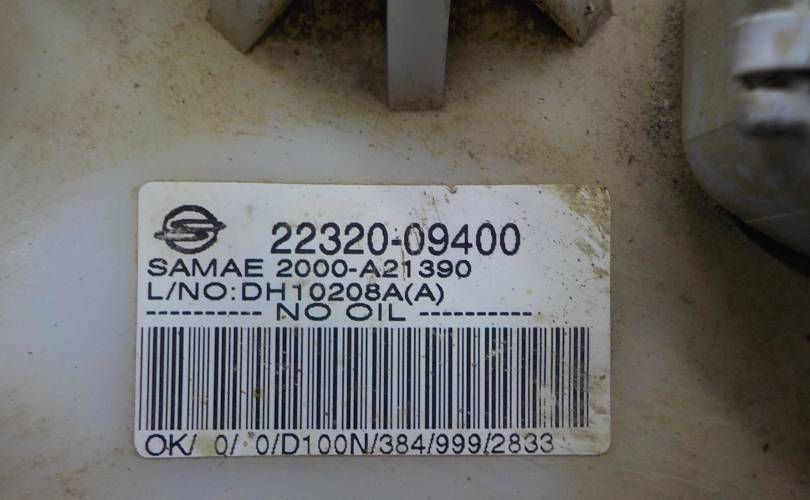 22320-09400
SAMAE 2000-A21390
L/NO:DH10208A(A)
---------- NO OIL ----------
OK/ 0/ 0/D100N/384/999/2833